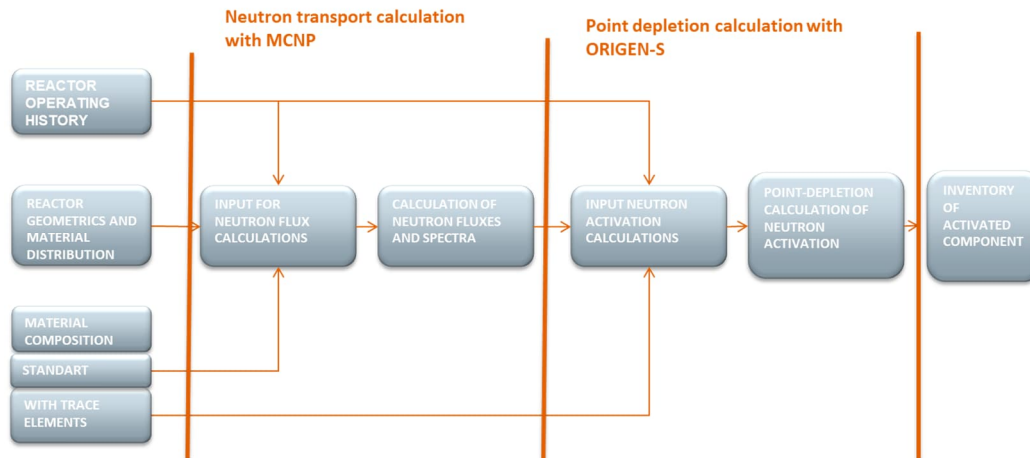 Neutron transport calculation
with MCNP
Point depletion calculation with
ORIGEN-S
REACTOR
OPERATING
HISTORY
REACTOR
GEOMETRICS AND
MATERIAL
DISTRIBUTION
INPUT FOR
NEUTRON FLUX
CALCULATIONS
CALCULATION OF
NEUTRON FLUXES
AND SPECTRA
INPUT NEUTRON
ACTIVATION
CALCULATIONS
POINT-DEPLETION
CALCULATION OF
NEUTRON
ACTIVATION
INVENTORY
OF
ACTIVATED
COMPONENT
MATERIAL
COMPOSITION
STANDART
WITH TRACE
ELEMENTS